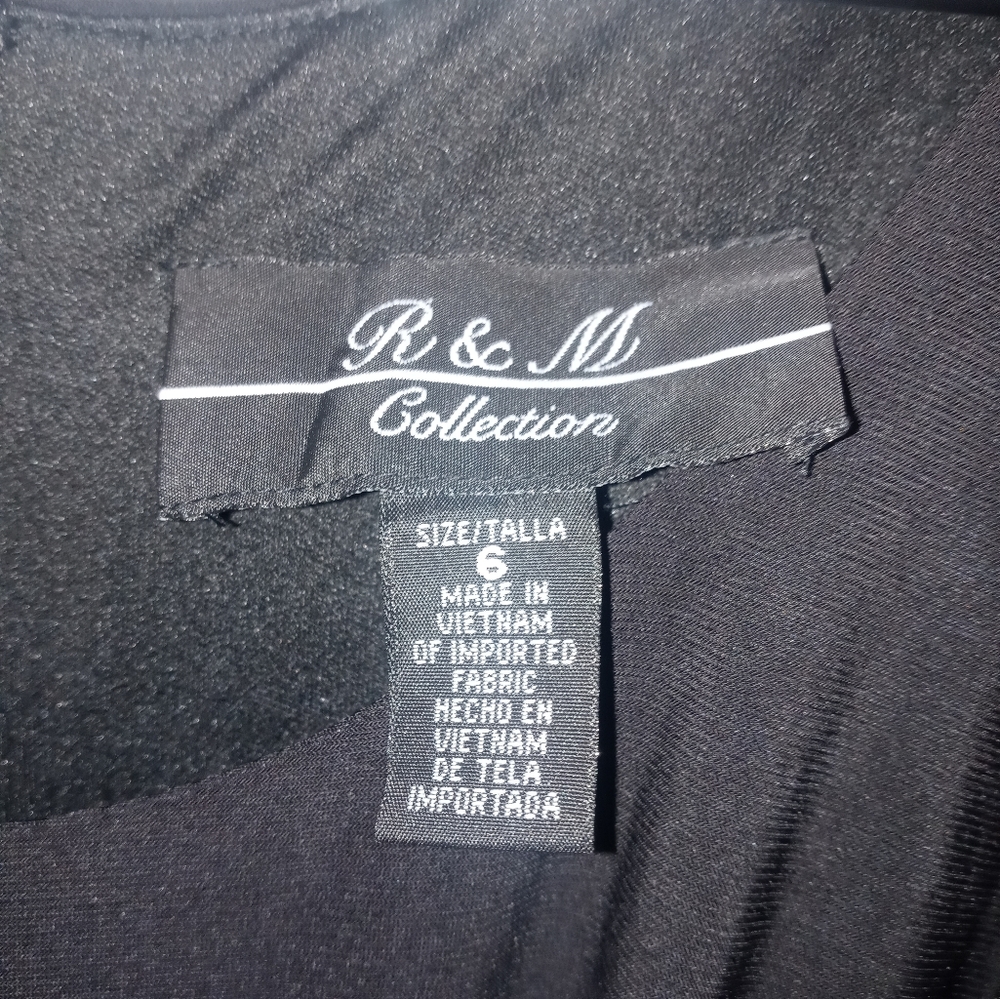 R & M
Collection
SIZE/TALLA
6
MADE IN
VIETNAM
OF IMPORTED
FABRIC
HECHO EN
VIETNAM
DE TELA
IMPORTADA